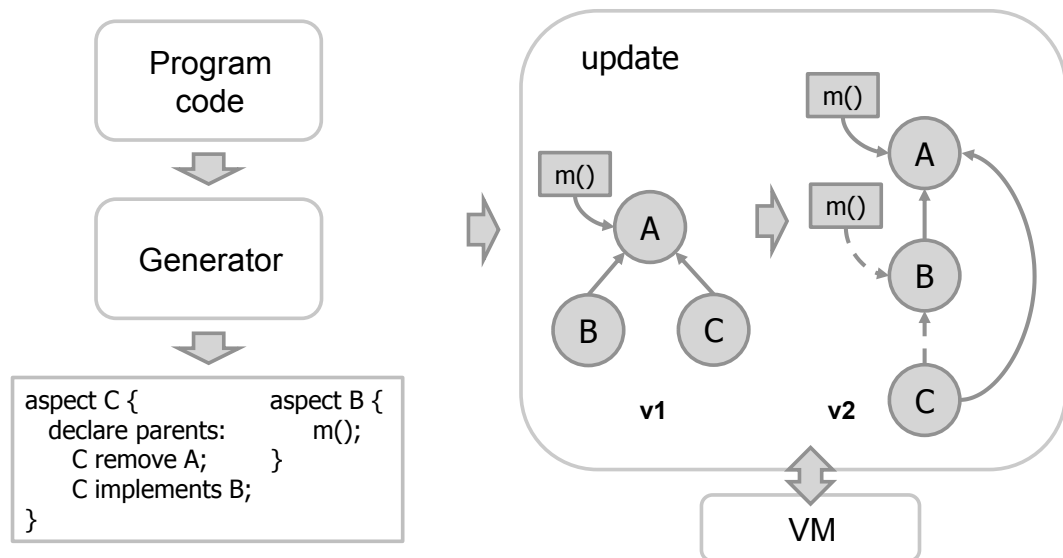 Program
code
Generator
aspect C {
declare parents:
C remove A;
C implements B;
}
aspect B {
m();
}
update
m()
A
B
C
v1
m()
A
m()
B
C
v2
VM